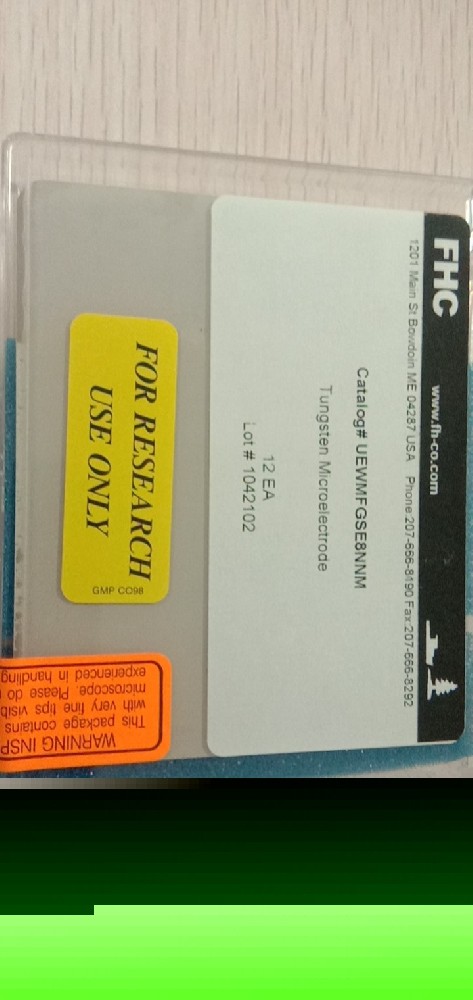 FHC
www.fh-co.com
1201 Main St Bowdoin ME 04287 USA Phone:207-666-8190 Fax:207-666-8292
Catalog# UEWMFGSE8NNM
Tungsten Microelectrode
12 EA
Lot # 1042102
FOR RESEARCH
USE ONLY
GMP CC98
WARNING INSP
This package contains
with very fine tips visib
microscope. Please do
experienced in handling